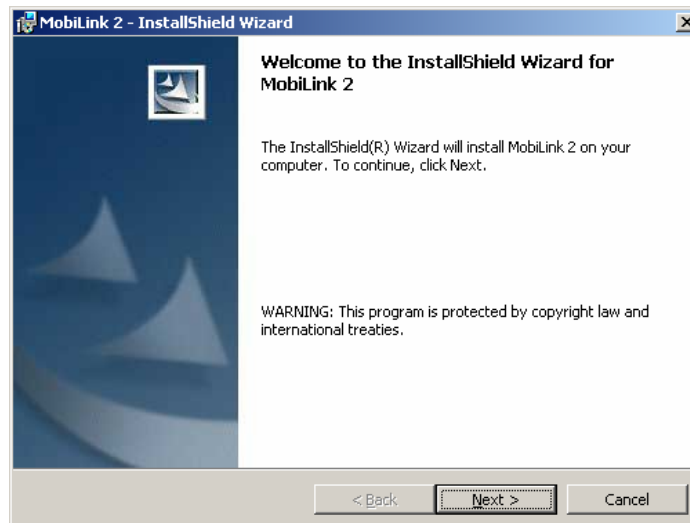 MobiLink 2 - InstallShield Wizard
Welcome to the InstallShield Wizard for
MobiLink 2
The InstallShield(R) Wizard will install MobiLink 2 on your
computer. To continue, click Next.
WARNING: This program is protected by copyright law and
international treaties.
< Back Next > Cancel